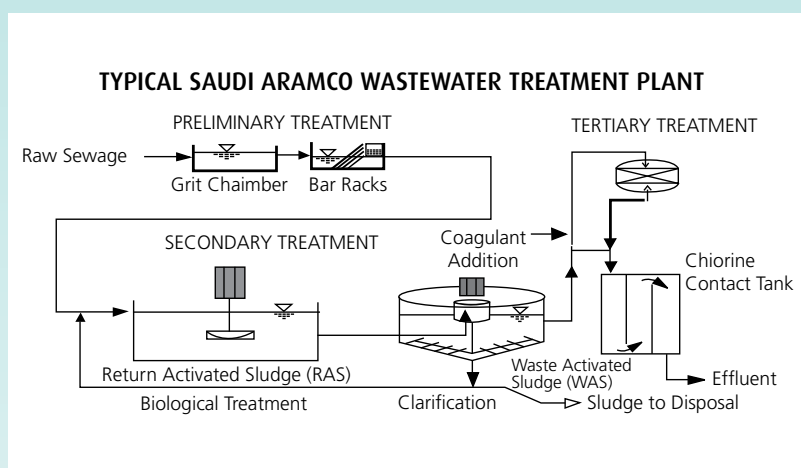 TYPICAL SAUDI ARAMCO WASTEWATER TREATMENT PLANT
PRELIMINARY TREATMENT
TERTIARY TREATMENT
Raw Sewage
Grit Chaimber
Bar Racks
SECONDARY TREATMENT
Coagulant
Addition
Chiorine
Contact Tank
Return Activated Sludge (RAS)
Waste Activated
Sludge (WAS)
Effluent
Biological Treatment
Clarification
Sludge to Disposal